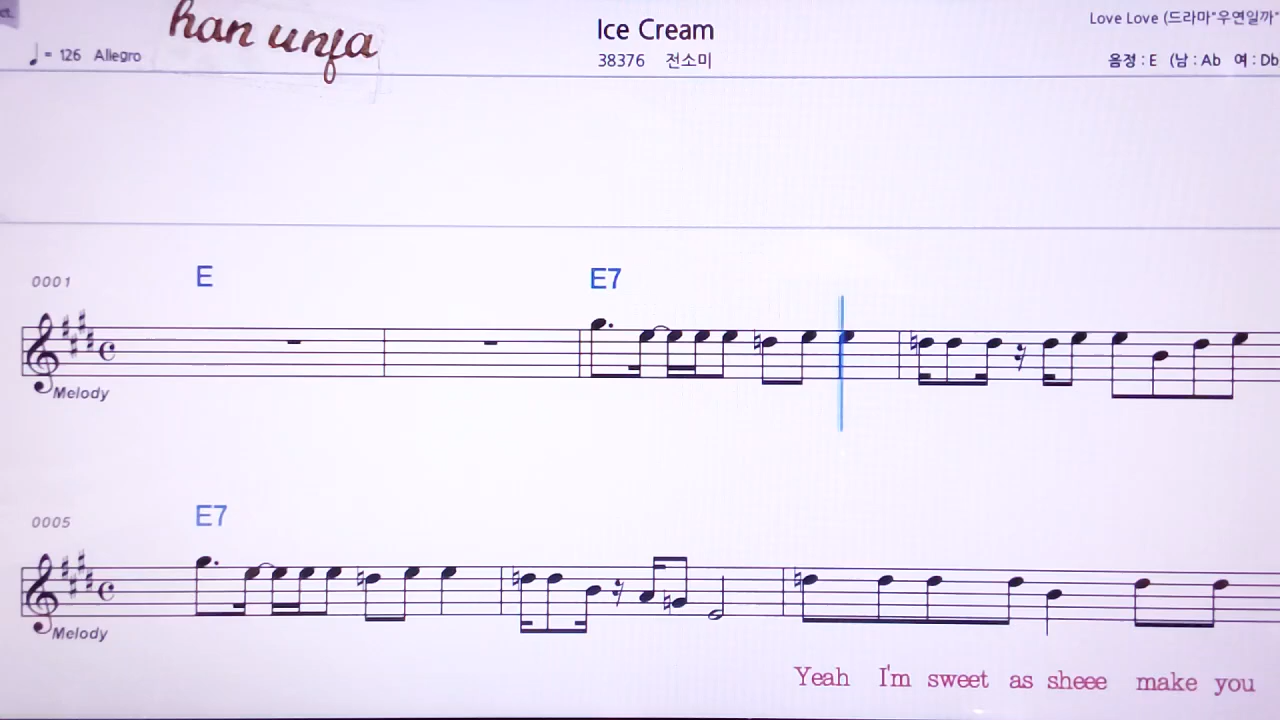 han unja
Ice Cream
Love Love (드라마"우연일까"
♩= 126 Allegro
38376 전소미
음정 : E (남 : Ab 여 : Db
E
E7
0001
Melody
E7
0005
Melody
Yeah I'm sweet as sheee make you